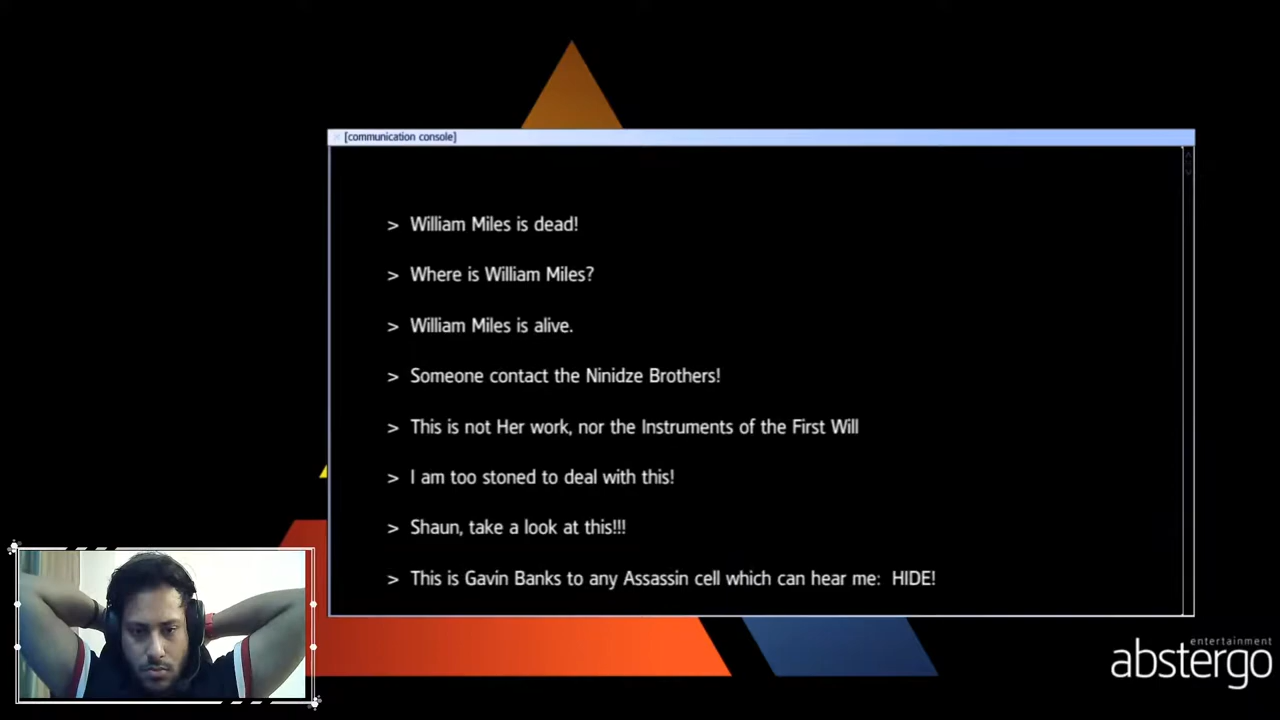 [communication console]
> William Miles is dead!
> Where is William Miles?
> William Miles is alive.
> Someone contact the Ninidze Brothers!
> This is not Her work, nor the Instruments of the First Will
> I am too stoned to deal with this!
> Shaun, take a look at this!!!
> This is Gavin Banks to any Assassin cell which can hear me: HIDE!
entertainment
abstergo